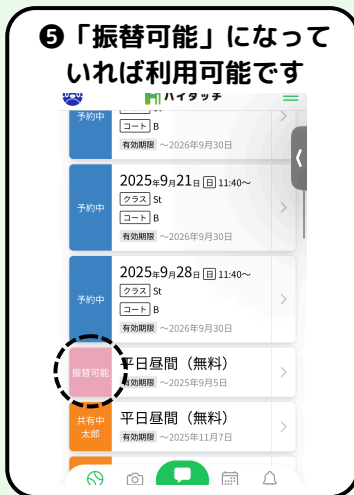 ❺「振替可能」になって
いれば利用可能です
ハイタッチ
予約中
コート B
有効期限 ～2026年9月30日
予約中
2025年9月21日 日 11:40～
クラス St
コート B
有効期限 ～2026年9月30日
予約中
2025年9月28日 日 11:40～
クラス St
コート B
有効期限 ～2026年9月30日
振替可能
平日昼間（無料）
有効期限 ～2025年9月5日
共有中
太郎
平日昼間（無料）
有効期限 ～2025年11月7日